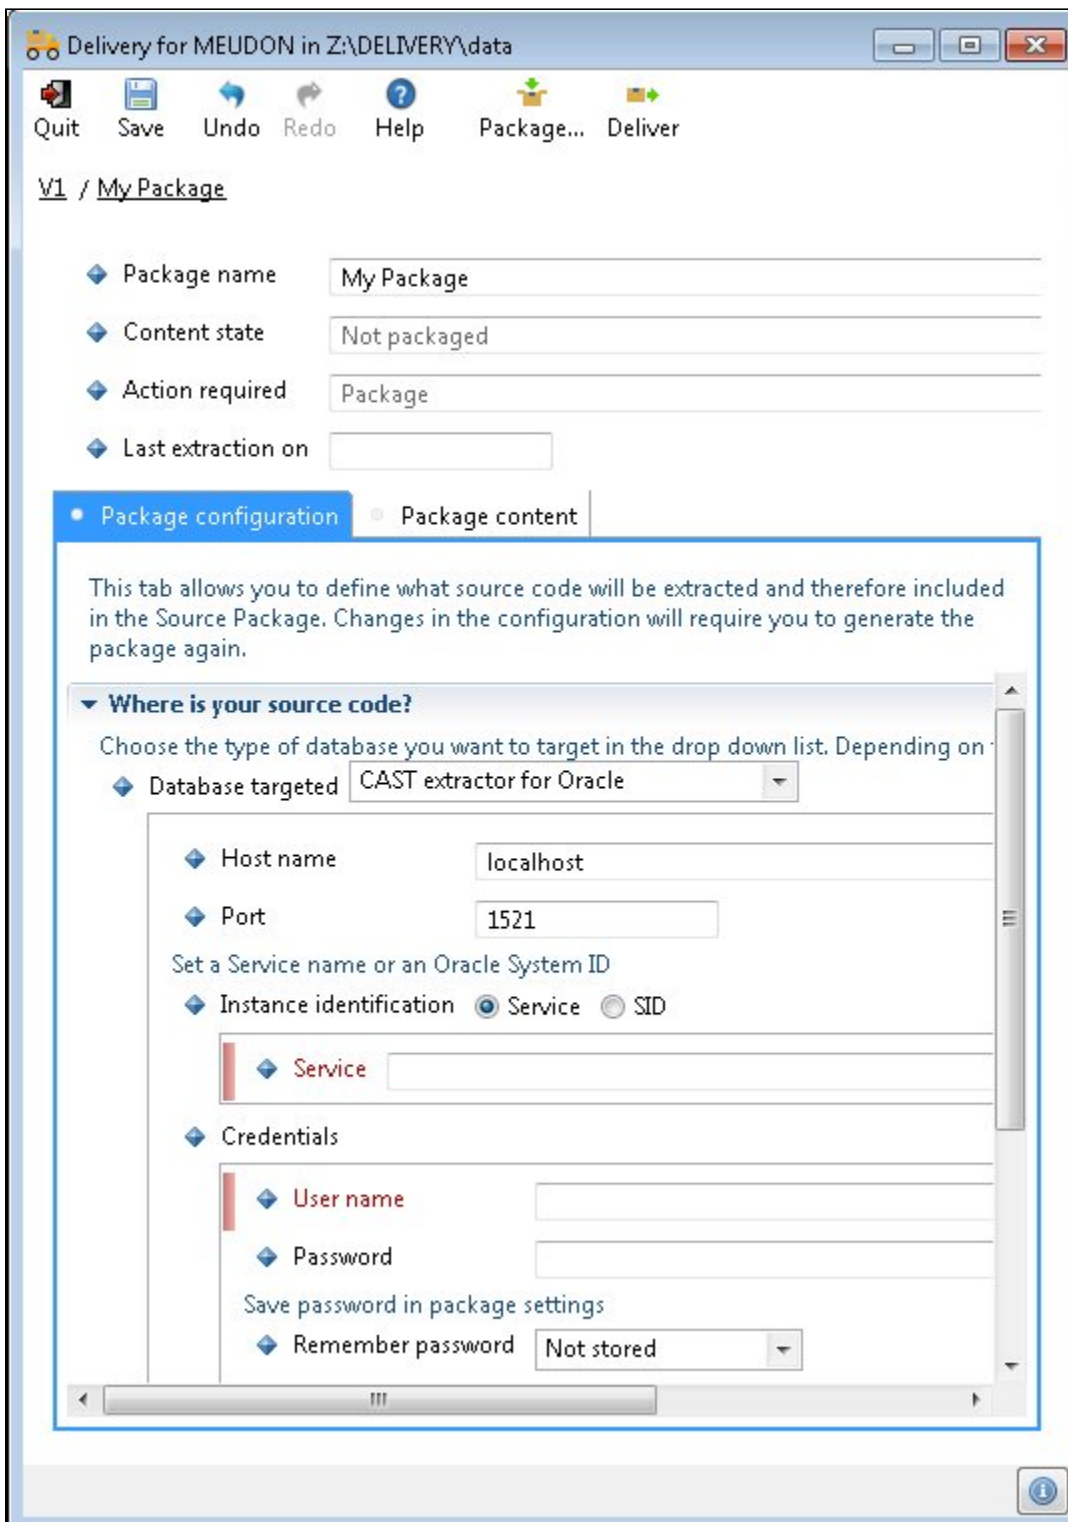 Delivery for MEUDON in Z:\DELIVERY\data
Quit Save Undo Redo Help Package... Deliver
V1 / My Package
Package name My Package
Content state Not packaged
Action required Package
Last extraction on
Package configuration Package content
This tab allows you to define what source code will be extracted and therefore included
in the Source Package. Changes in the configuration will require you to generate the
package again.
Where is your source code?
Choose the type of database you want to target in the drop down list. Depending on
Database targeted CAST extractor for Oracle
Host name localhost
Port 1521
Set a Service name or an Oracle System ID
Instance identification Service SID
Service
Credentials
User name
Password
Save password in package settings
Remember password Not stored